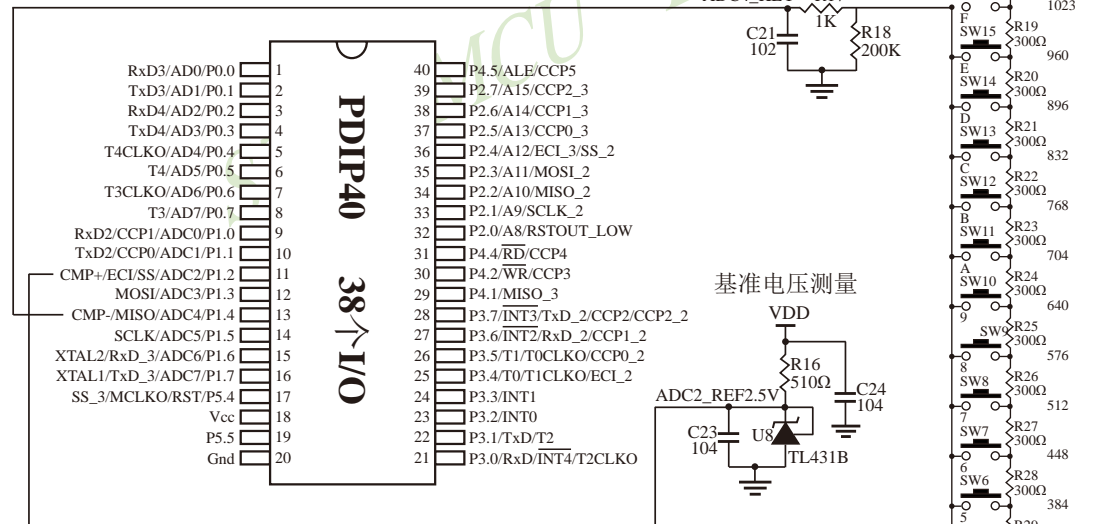 1023
F
SW15
R19
300Ω
1K
C21
102
R18
200K
MCU
960
E
SW14
R20
300Ω
896
D
SW13
R21
300Ω
832
C
SW12
R22
300Ω
768
B
SW11
R23
300Ω
704
A
SW10
R24
300Ω
640
9
SW9
R25
300Ω
576
8
SW8
R26
300Ω
512
7
SW7
R27
300Ω
448
6
SW6
R28
300Ω
384
5
RxD3/AD0/P0.0 1
TxD3/AD1/P0.1 2
RxD4/AD2/P0.2 3
TxD4/AD3/P0.3 4
T4CLKO/AD4/P0.4 5
T4/AD5/P0.5 6
T3CLKO/AD6/P0.6 7
T3/AD7/P0.7 8
RxD2/CCP1/ADC0/P1.0 9
TxD2/CCP0/ADC1/P1.1 10
CMP+/ECI/SS/ADC2/P1.2 11
MOSI/ADC3/P1.3 12
CMP-/MISO/ADC4/P1.4 13
SCLK/ADC5/P1.5 14
XTAL2/RxD_3/ADC6/P1.6 15
XTAL1/TxD_3/ADC7/P1.7 16
SS_3/MCLKO/RST/P5.4 17
Vcc 18
P5.5 19
Gnd 20
PDIP40 38个I/O
40 P4.5/ALE/CCP5
39 P2.7/A15/CCP2_3
38 P2.6/A14/CCP1_3
37 P2.5/A13/CCP0_3
36 P2.4/A12/ECI_3/SS_2
35 P2.3/A11/MOSI_2
34 P2.2/A10/MISO_2
33 P2.1/A9/SCLK_2
32 P2.0/A8/RSTOUT_LOW
31 P4.4/RD/CCP4
30 P4.2/WR/CCP3
29 P4.1/MISO_3
28 P3.7/INT3/TxD_2/CCP2/CCP2_2
27 P3.6/INT2/RxD_2/CCP1_2
26 P3.5/T1/T0CLKO/CCP0_2
25 P3.4/T0/T1CLKO/ECI_2
24 P3.3/INT1
23 P3.2/INT0
22 P3.1/TxD/T2
21 P3.0/RxD/INT4/T2CLKO
基准电压测量
VDD
R16
510Ω
C24
104
ADC2_REF2.5V
C23
104
U8
TL431B